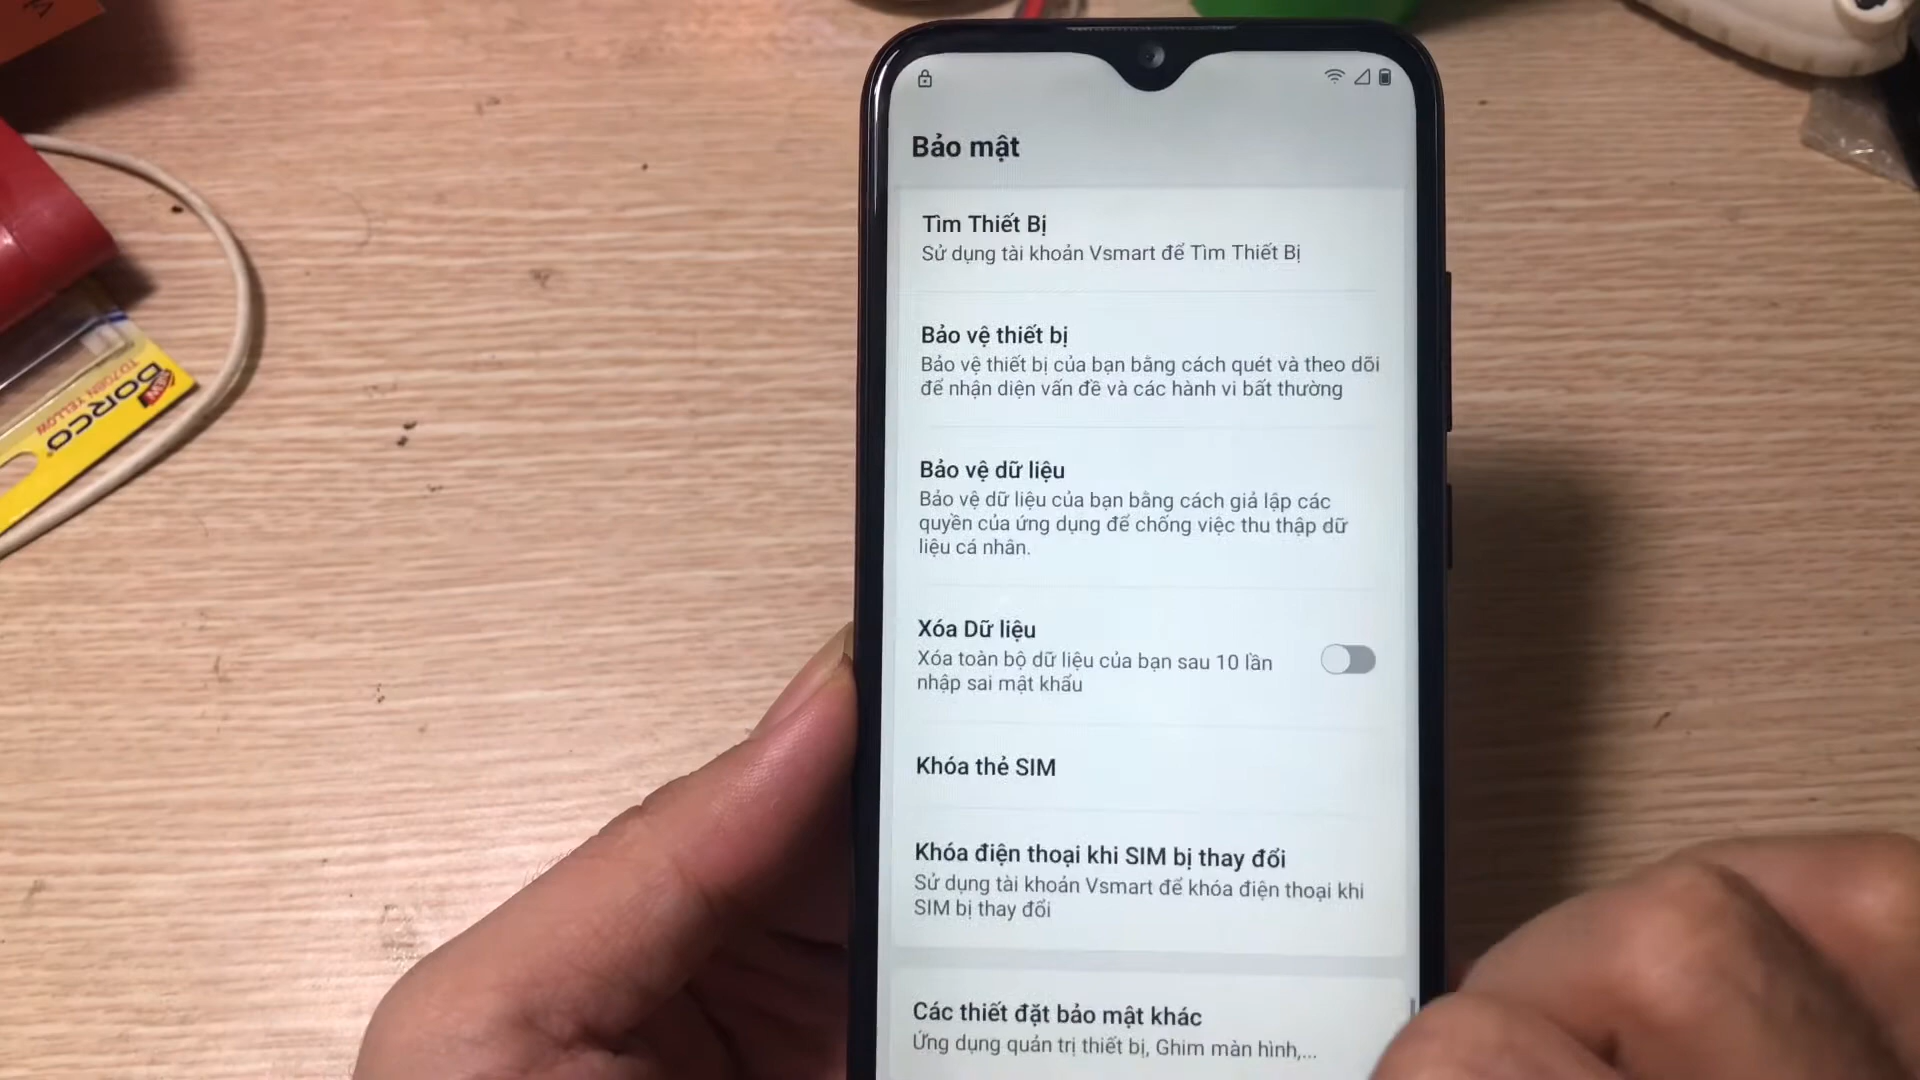 Bảo mật
Tìm Thiết Bị
Sử dụng tài khoản Vsmart để Tìm Thiết Bị
Bảo vệ thiết bị
Bảo vệ thiết bị của bạn bằng cách quét và theo dõi
để nhận diện vấn đề và các hành vi bất thường
Bảo vệ dữ liệu
Bảo vệ dữ liệu của bạn bằng cách giả lập các
quyền của ứng dụng để chống việc thu thập dữ
liệu cá nhân.
Xóa Dữ liệu
Xóa toàn bộ dữ liệu của bạn sau 10 lần
nhập sai mật khẩu
Khóa thẻ SIM
Khóa điện thoại khi SIM bị thay đổi
Sử dụng tài khoản Vsmart để khóa điện thoại khi
SIM bị thay đổi
Các thiết đặt bảo mật khác
Ứng dụng quản trị thiết bị, Ghim màn hình,...
NEW
DORCO
YELLOW